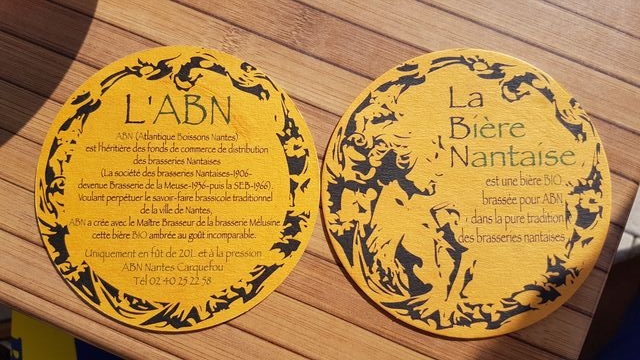 L'ABN
ABN (Atlantique Boissons Nantes)
est l'héritière des fonds de commerce de distribution
des brasseries Nantaises
(La société des brasseries Nantaises-1906-
devenue Brasserie de la Meuse-1936-puis la SEB-1966).
Voulant perpétuer le savoir-faire brassicole traditionnel
de la ville de Nantes,
ABN a crée avec le Maître Brasseur de la brasserie Mélusine
cette bière BIO ambrée au goût incomparable.
Uniquement en fût de 20L et à la pression
ABN Nantes Carquefou
Tél 02 40 25 22 58
La
Bière
Nantaise
est une bière BIO
brassée pour ABN
dans la pure tradition
des brasseries nantaises